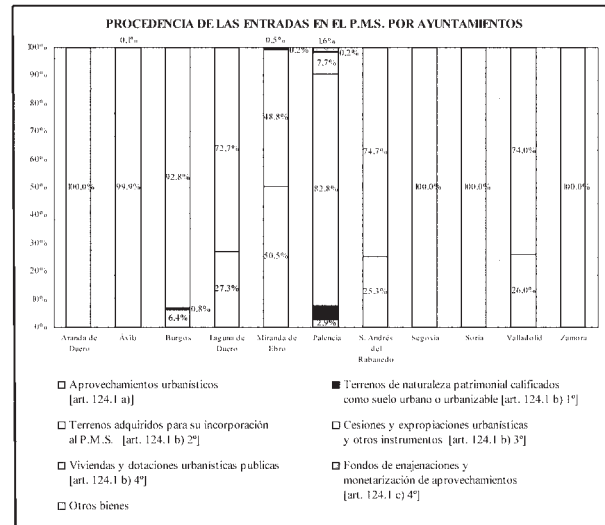 PROCEDENCIA DE LAS ENTRADAS EN EL P.M.S. POR AYUNTAMIENTOS
0.1% 0.5% 1.6%
100% 0.2% 0.2%
90% 7.7%
80%
70% 72.7% 48.8% 74.7% 74.0%
60%
50% 100.0% 99.9% 92.8% 82.8% 100.0% 100.0% 100.0%
40%
30% 50.5%
20% 27.3% 25.3% 26.0%
10% 0.8%
0% 6.4% 2.9%
Aranda de Duero Ávila Burgos Laguna de Duero Miranda de Ebro Palencia S. Andrés del Rabanedo Segovia Soria Valladolid Zamora
Aprovechamientos urbanísticos
[art. 124.1 a)]
Terrenos de naturaleza patrimonial calificados
como suelo urbano o urbanizable [art. 124.1 b) 1º]
Terrenos adquiridos para su incorporación
al P.M.S. [art. 124.1 b) 2º]
Cesiones y expropiaciones urbanísticas
y otros instrumentos [art. 124.1 b) 3º]
Viviendas y dotaciones urbanísticas publicas
[art. 124.1 b) 4º]
Fondos de enajenaciones y
monetarización de aprovechamientos
[art. 124.1 c) 4º]
Otros bienes